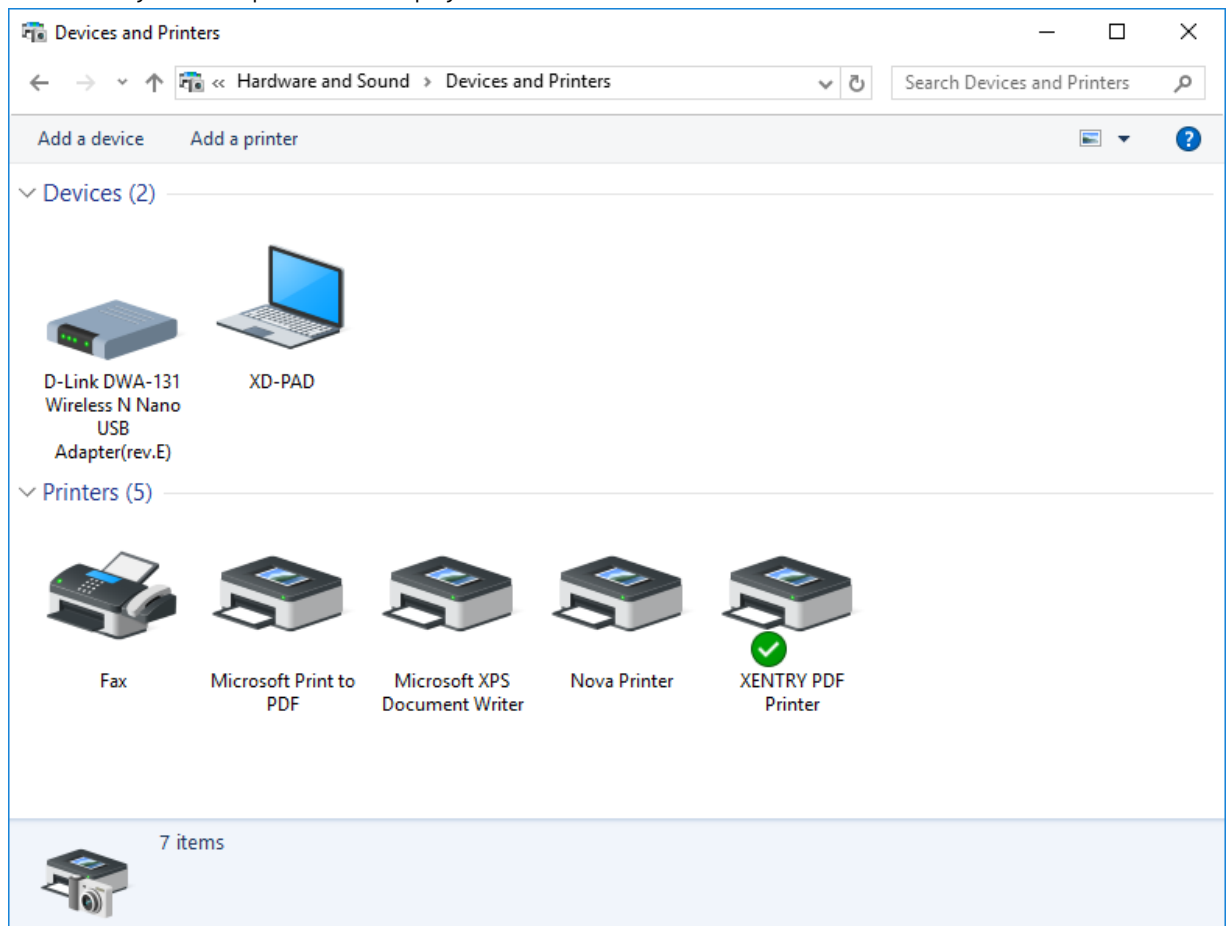 Devices and Printers
« Hardware and Sound > Devices and Printers
Search Devices and Printers
Add a device
Add a printer
Devices (2)
D-Link DWA-131
Wireless N Nano
USB
Adapter(rev.E)
XD-PAD
Printers (5)
Fax
Microsoft Print to
PDF
Microsoft XPS
Document Writer
Nova Printer
XENTRY PDF
Printer
7 items